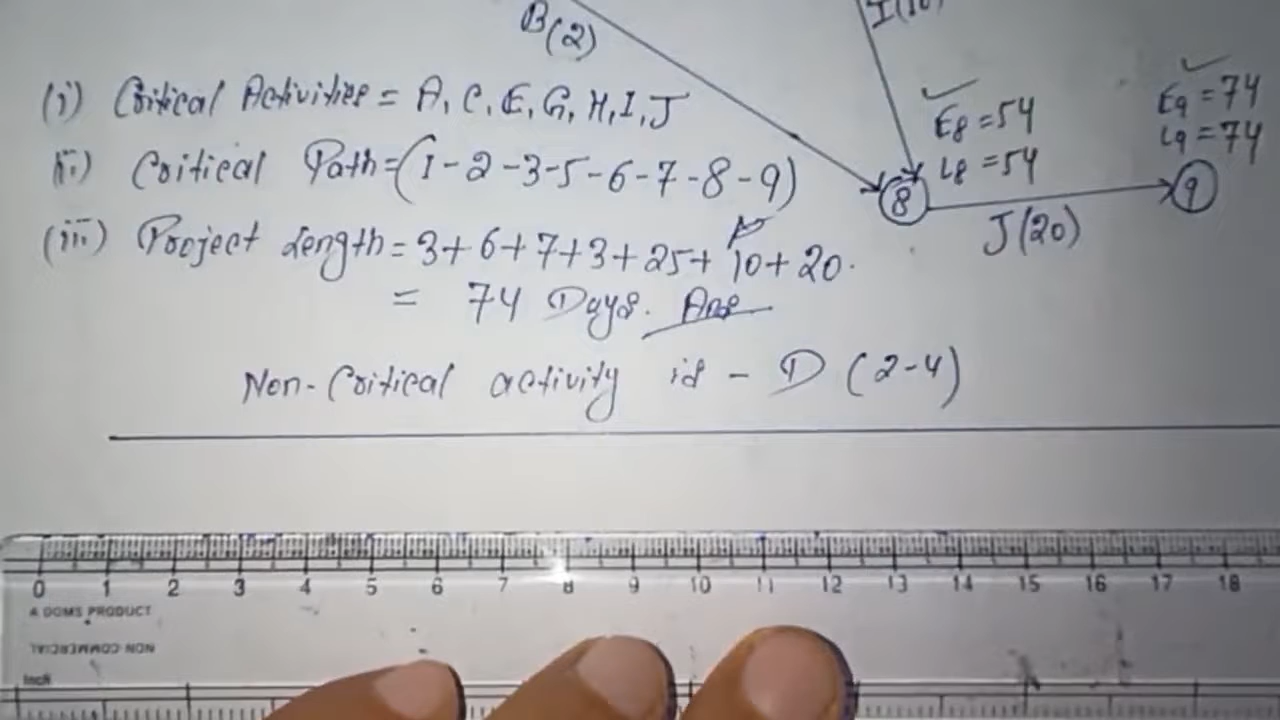 B(2)
I(10)
(i) Critical Activities = A, C, E, G, H, I, J
E8 = 54
L8 = 54
E9 = 74
L9 = 74
ii) Critical Path = (1-2-3-5-6-7-8-9)
8
9
J(20)
(iii) Project Length = 3+6+7+3+25+10+20.
= 74 Days. Ans
Non-Critical activity is - D (2-4)
0 1 2 3 4 5 6 7 8 9 10 11 12 13 14 15 16 17 18
A DOMS PRODUCT
NON COMMERCIAL
Inch